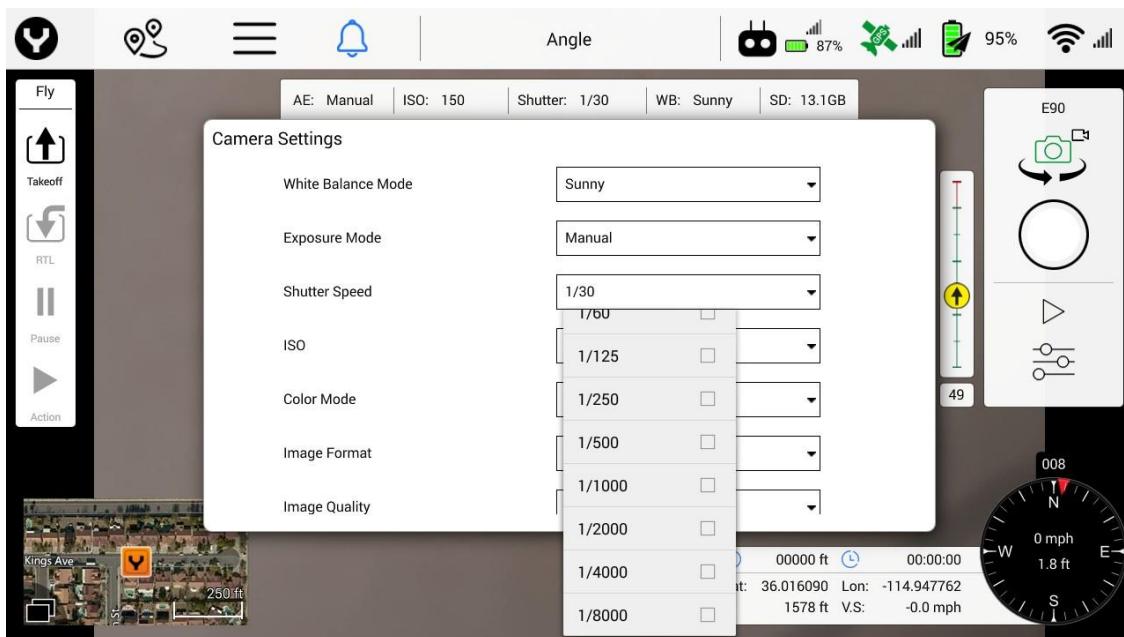 Angle
87%
GPS
95%
Fly
AE: Manual
ISO: 150
Shutter: 1/30
WB: Sunny
SD: 13.1GB
E90
Camera Settings
Takeoff
White Balance Mode
Sunny
Exposure Mode
Manual
RTL
Shutter Speed
1/30
1/60
Pause
ISO
1/125
Color Mode
1/250
49
Action
1/500
Image Format
008
1/1000
Image Quality
N
1/2000
0 mph
W
E
1.8 ft
Kings Ave
00000 ft
00:00:00
1/4000
36.016090
Lon: -114.947762
250 ft
1578 ft
V.S: -0.0 mph
S
1/8000